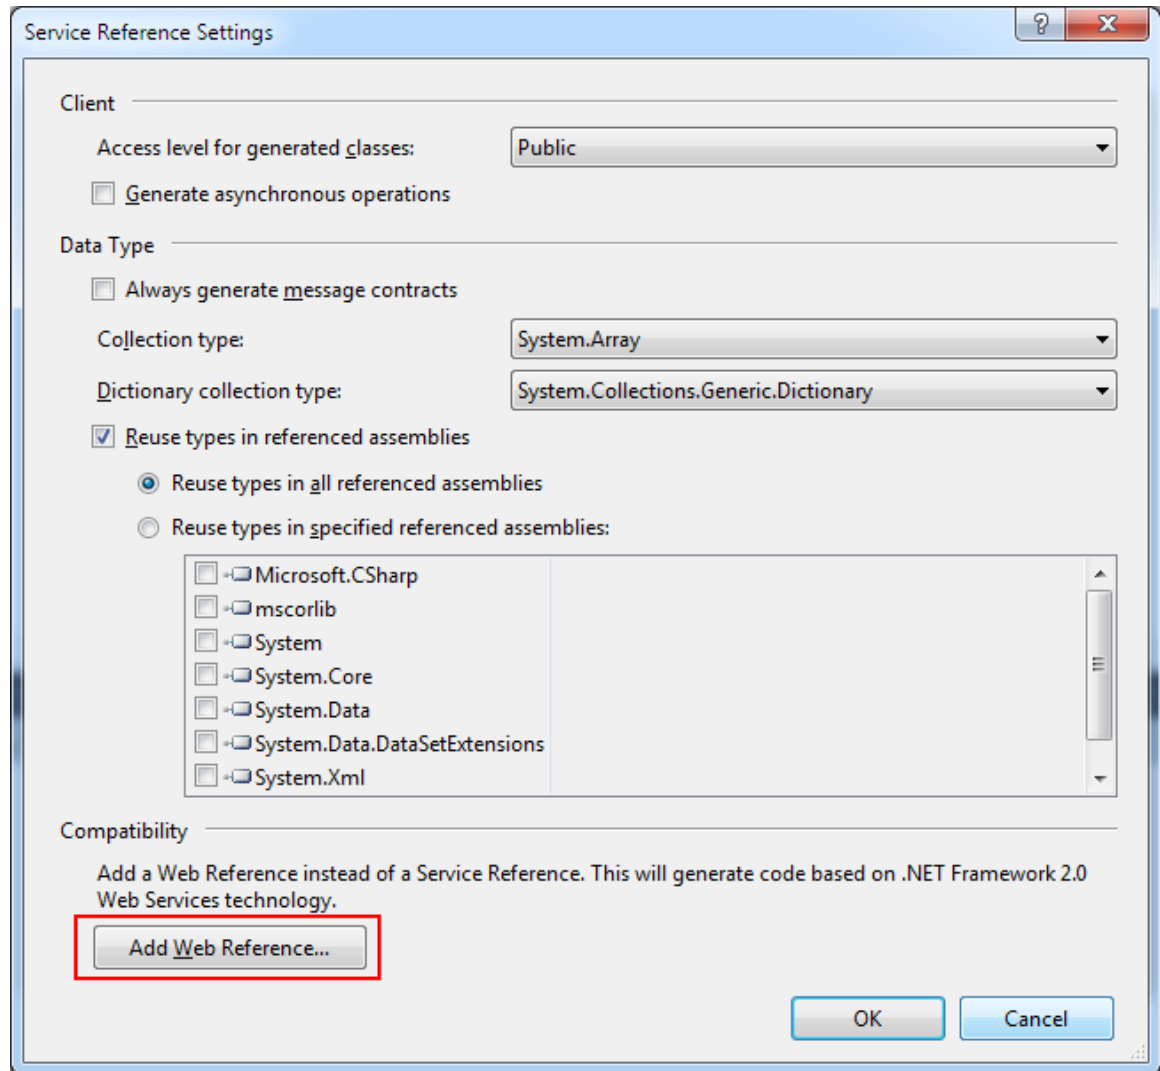 Service Reference Settings
Client
Access level for generated classes:
Public
Generate asynchronous operations
Data Type
Always generate message contracts
Collection type:
System.Array
Dictionary collection type:
System.Collections.Generic.Dictionary
Reuse types in referenced assemblies
Reuse types in all referenced assemblies
Reuse types in specified referenced assemblies:
Microsoft.CSharp
mscorlib
System
System.Core
System.Data
System.Data.DataSetExtensions
System.Xml
Compatibility
Add a Web Reference instead of a Service Reference. This will generate code based on .NET Framework 2.0
Web Services technology.
Add Web Reference...
OK
Cancel